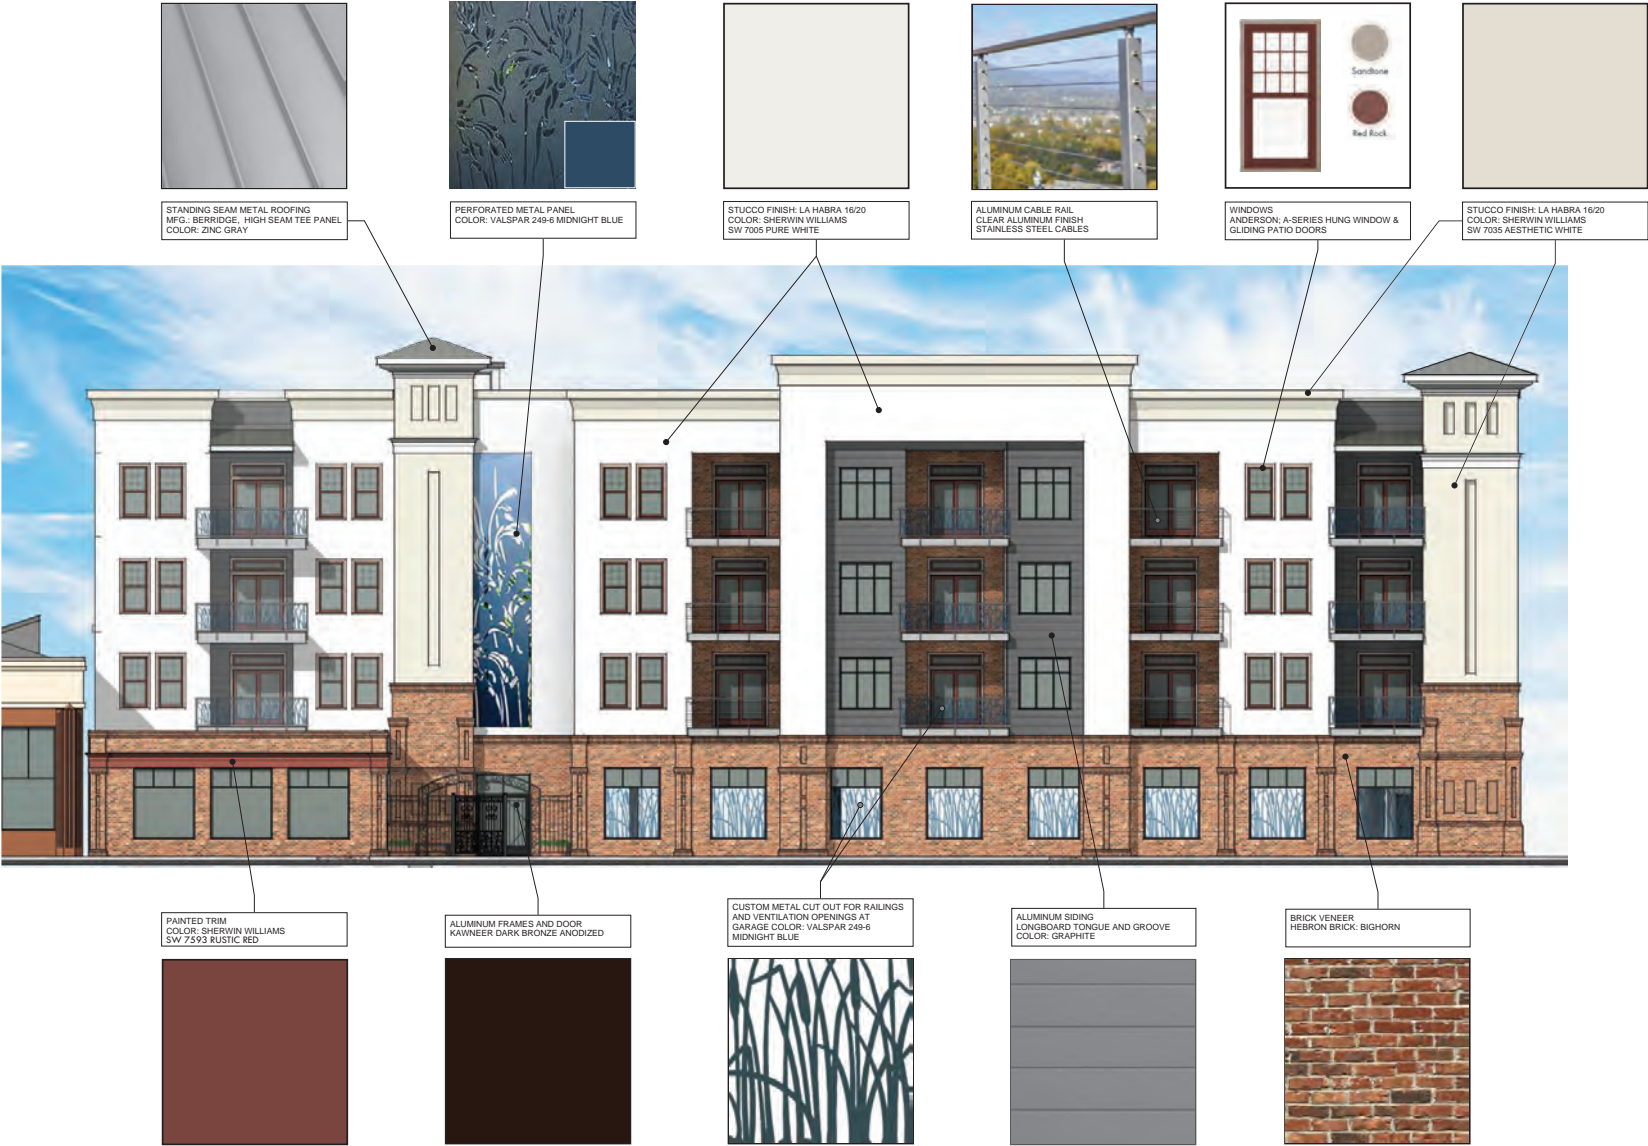 STANDING SEAM METAL ROOFING
MFG.: BERRIDGE, HIGH SEAM TEE PANEL
COLOR: ZINC GRAY
PERFORATED METAL PANEL
COLOR: VALSPAR 249-6 MIDNIGHT BLUE
STUCCO FINISH: LA HABRA 16/20
COLOR: SHERWIN WILLIAMS
SW 7005 PURE WHITE
ALUMINUM CABLE RAIL
CLEAR ALUMINUM FINISH
STAINLESS STEEL CABLES
Sandtone
Red Rock
WINDOWS
ANDERSON; A-SERIES HUNG WINDOW &
GLIDING PATIO DOORS
STUCCO FINISH: LA HABRA 16/20
COLOR: SHERWIN WILLIAMS
SW 7035 AESTHETIC WHITE
PAINTED TRIM
COLOR: SHERWIN WILLIAMS
SW 7593 RUSTIC RED
ALUMINUM FRAMES AND DOOR
KAWNEER DARK BRONZE ANODIZED
CUSTOM METAL CUT OUT FOR RAILINGS
AND VENTILATION OPENINGS AT
GARAGE COLOR: VALSPAR 249-6
MIDNIGHT BLUE
ALUMINUM SIDING
LONGBOARD TONGUE AND GROOVE
COLOR: GRAPHITE
BRICK VENEER
HEBRON BRICK: BIGHORN